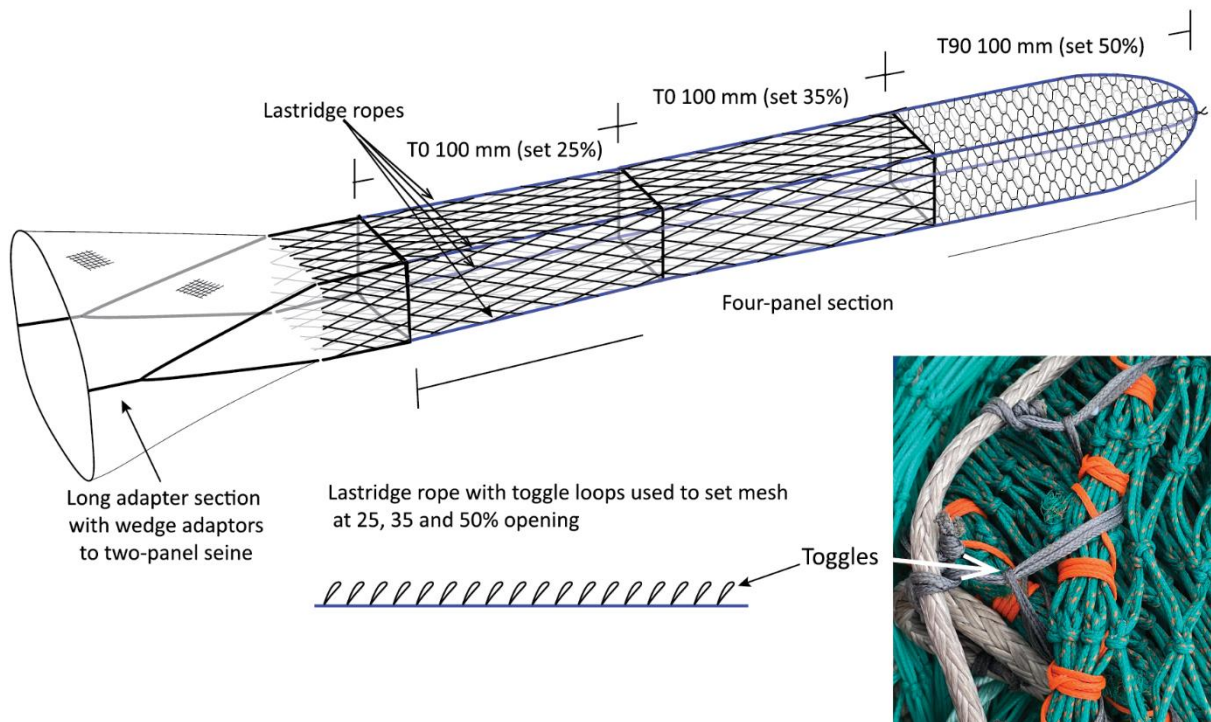 T90 100 mm (set 50%)
T0 100 mm (set 35%)
Lastridge ropes
T0 100 mm (set 25%)
Four-panel section
Long adapter section
with wedge adaptors
to two-panel seine
Lastridge rope with toggle loops used to set mesh
at 25, 35 and 50% opening
Toggles